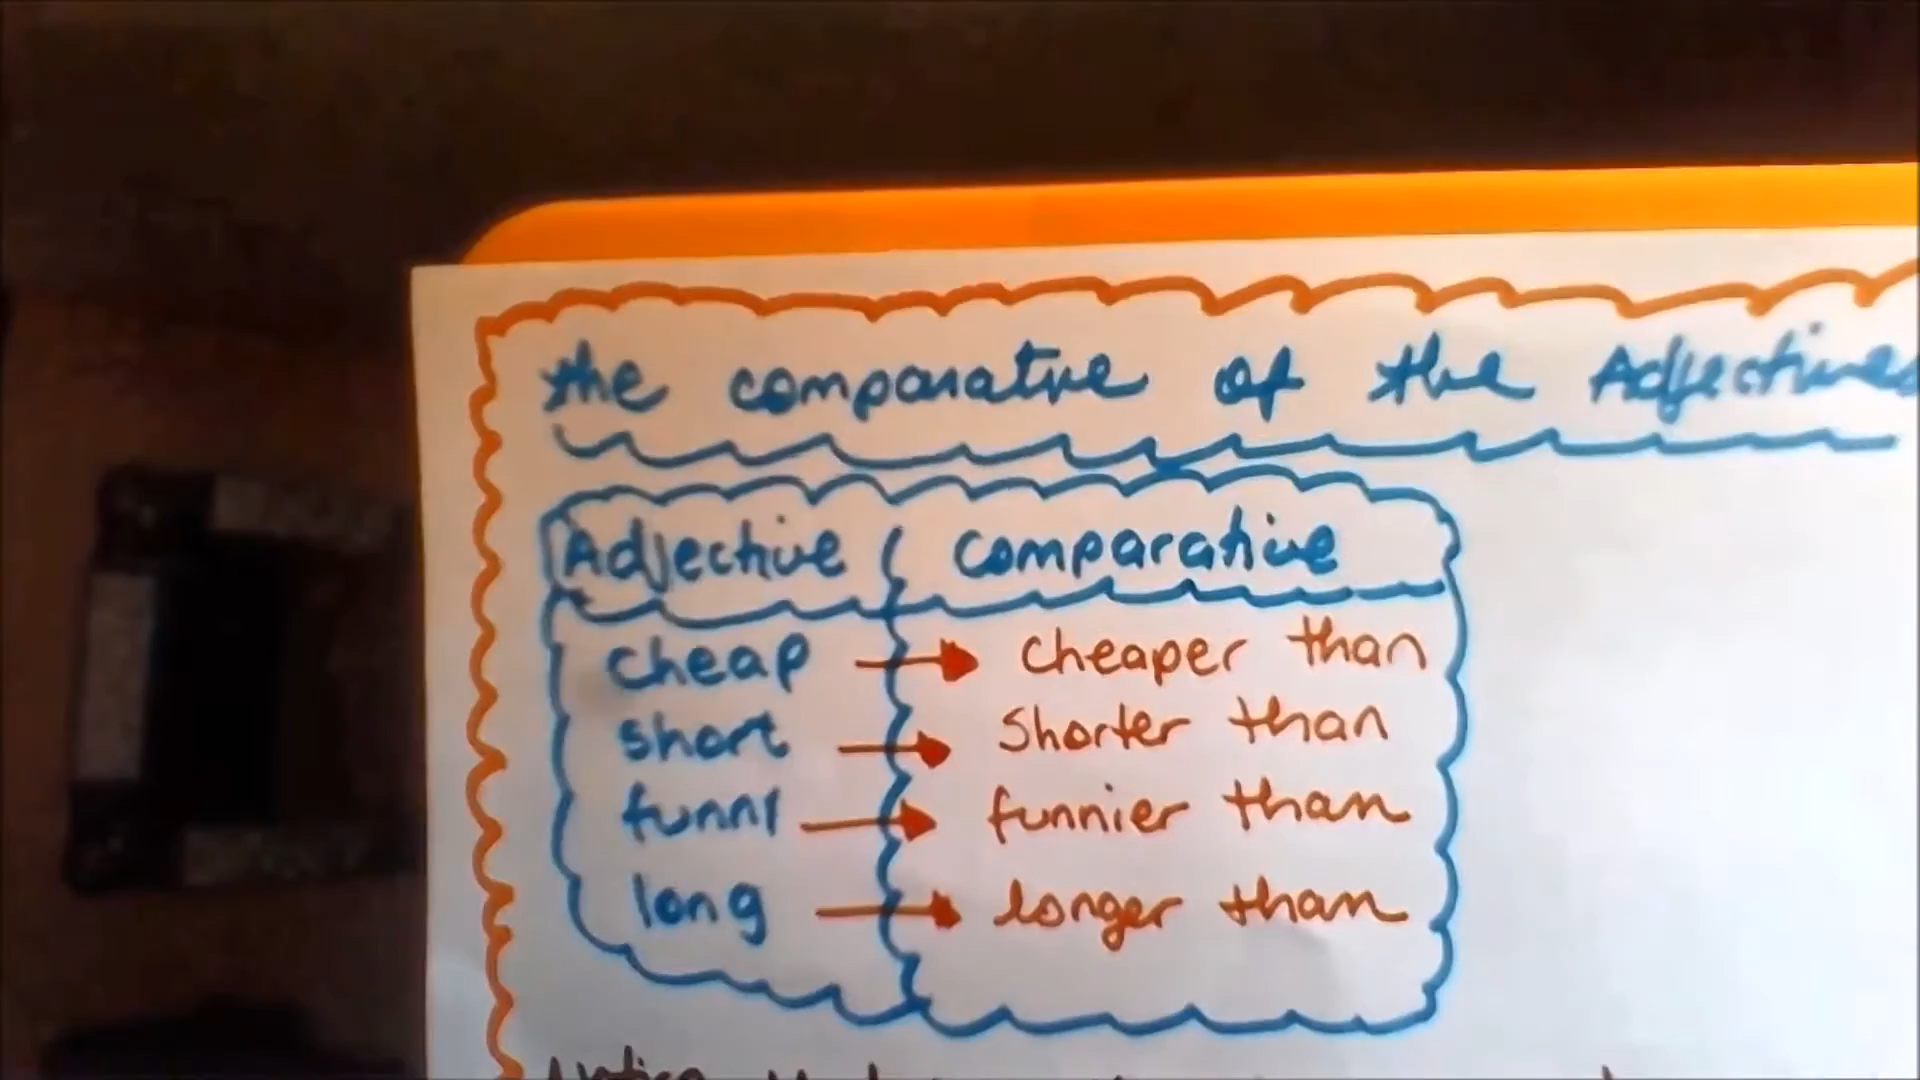 the comparative of the Adjectives
Adjective comparative
cheap → cheaper than
short → shorter than
funny → funnier than
long → longer than